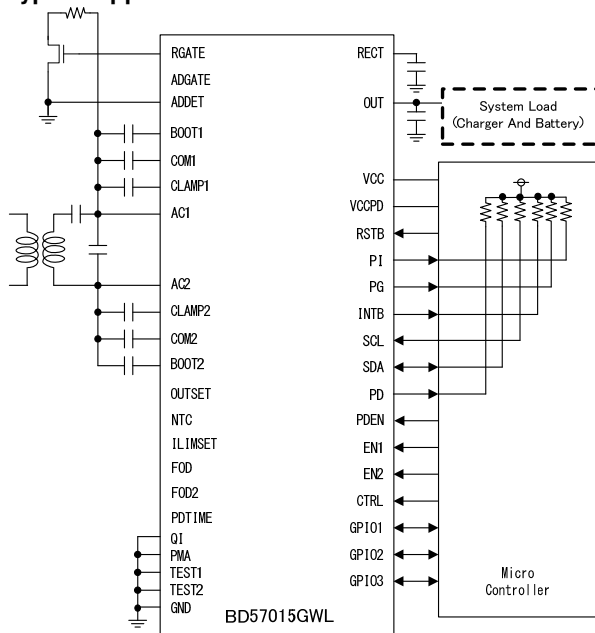 RGATE
ADGATE
ADDET
BOOT1
COM1
CLAMP1
AC1
AC2
CLAMP2
COM2
BOOT2
OUTSET
NTC
ILIMSET
FOD
FOD2
PDTIME
QI
PMA
TEST1
TEST2
GND
BD57015GWL
RECT
OUT
VCC
VCCPD
RSTB
PI
PG
INTB
SCL
SDA
PD
PDEN
EN1
EN2
CTRL
GPIO1
GPIO2
GPIO3
System Load
(Charger And Battery)
Micro
Controller